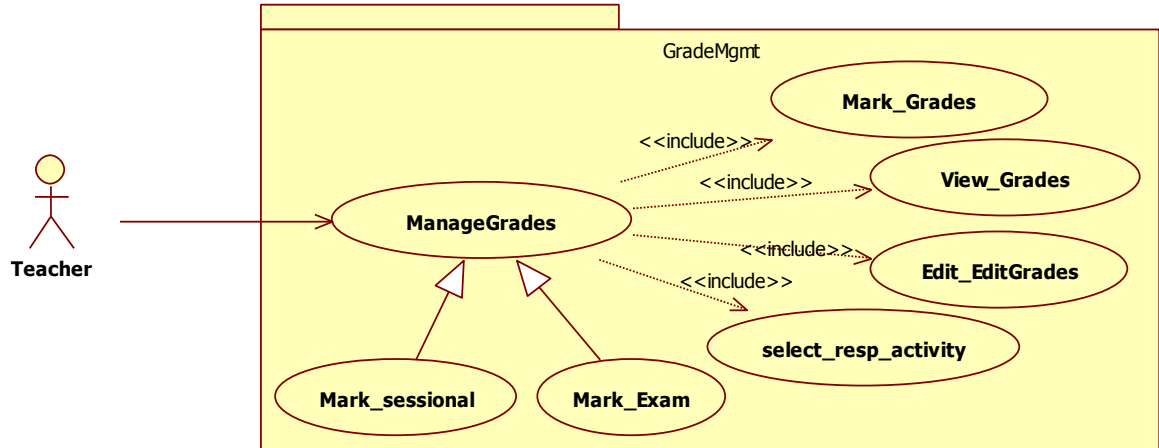 GradeMgmt
Mark_Grades
<<include>>
<<include>>
View_Grades
Teacher
ManageGrades
<<include>>
Edit_EditGrades
<<include>>
select_resp_activity
Mark_sessional
Mark_Exam